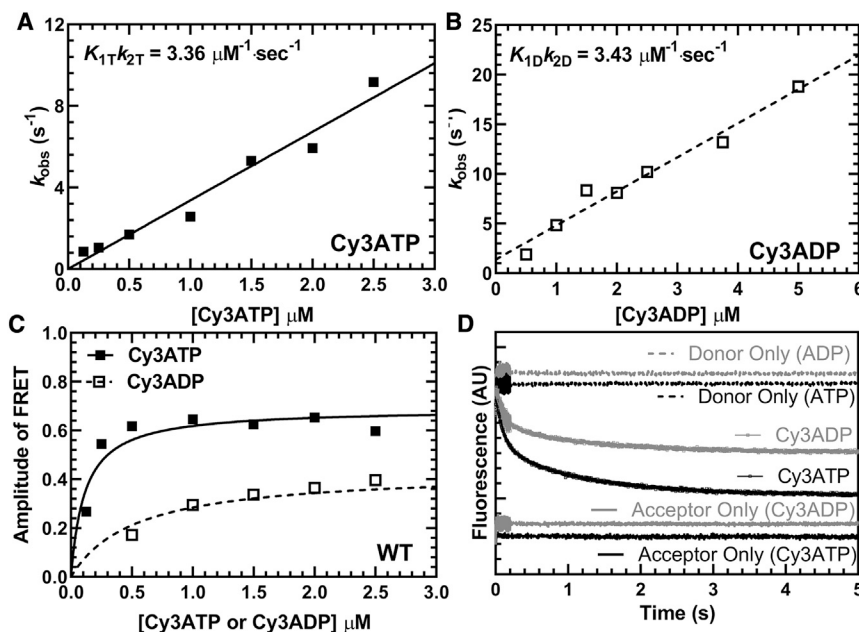 A
K1Tk2T = 3.36 μM-1·sec-1
kobs (s-1)
12
8
4
0
0.0 0.5 1.0 1.5 2.0 2.5 3.0
[Cy3ATP] μM
Cy3ATP
B
K1Dk2D = 3.43 μM-1·sec-1
kobs (s-1)
25
20
15
10
5
0
0 1 2 3 4 5 6
[Cy3ADP] μM
Cy3ADP
C
Cy3ATP
Cy3ADP
Amplitude of FRET
1.0
0.8
0.6
0.4
0.2
0.0
0.0 0.5 1.0 1.5 2.0 2.5 3.0
[Cy3ATP or Cy3ADP] μM
WT
D
Fluorescence (AU)
Donor Only (ADP)
Donor Only (ATP)
Cy3ADP
Cy3ATP
Acceptor Only (Cy3ADP)
Acceptor Only (Cy3ATP)
0 1 2 3 4 5
Time (s)